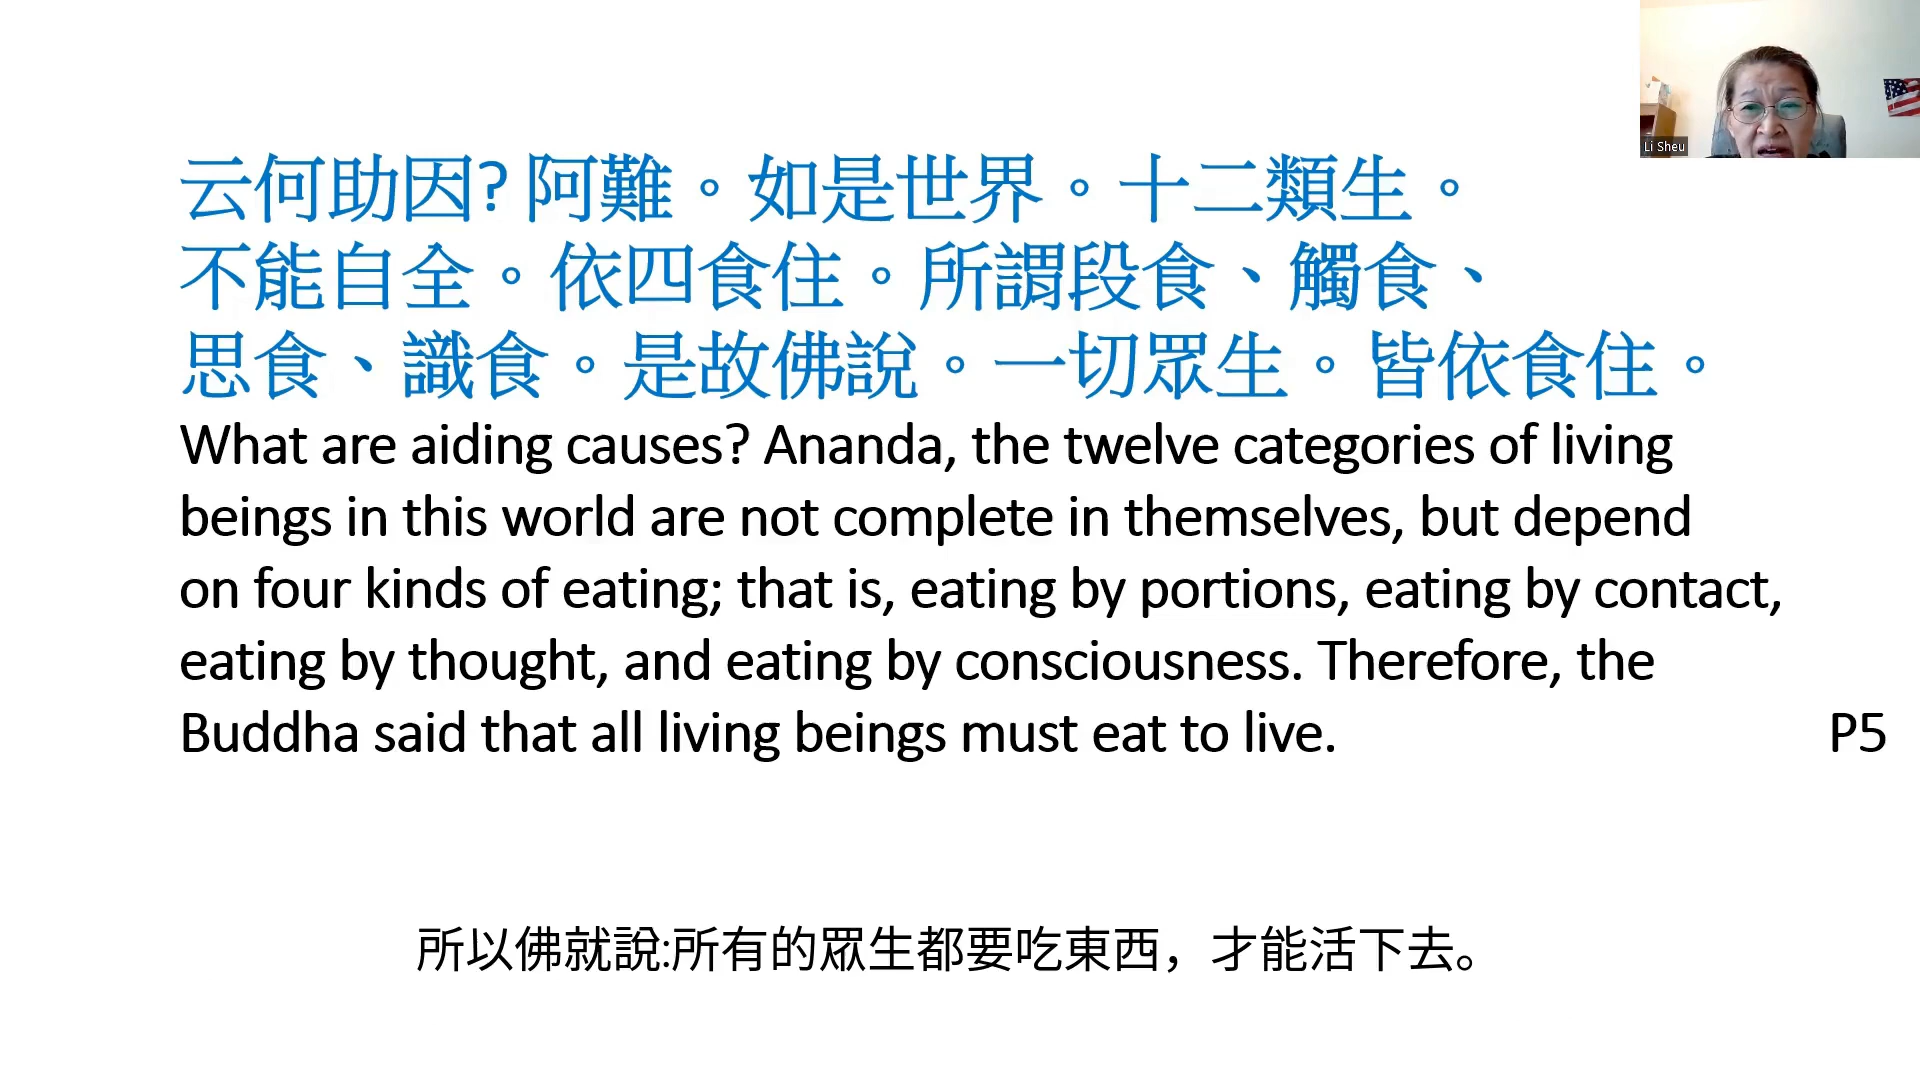 云何助因? 阿難。如是世界。十二類生。
不能自全。依四食住。所謂段食、觸食、
思食、識食。是故佛說。一切眾生。皆依食住。
What are aiding causes? Ananda, the twelve categories of living
beings in this world are not complete in themselves, but depend
on four kinds of eating; that is, eating by portions, eating by contact,
eating by thought, and eating by consciousness. Therefore, the
Buddha said that all living beings must eat to live.
P5
所以佛就說:所有的眾生都要吃東西，才能活下去。
Li Sheu